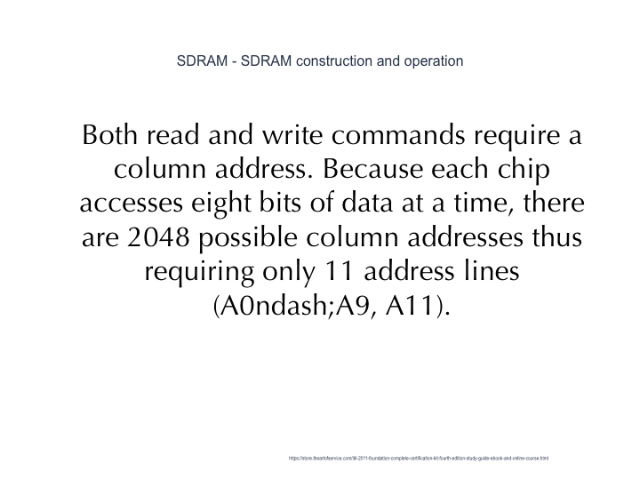 SDRAM - SDRAM construction and operation
Both read and write commands require a
column address. Because each chip
accesses eight bits of data at a time, there
are 2048 possible column addresses thus
requiring only 11 address lines
(A0ndash;A9, A11).